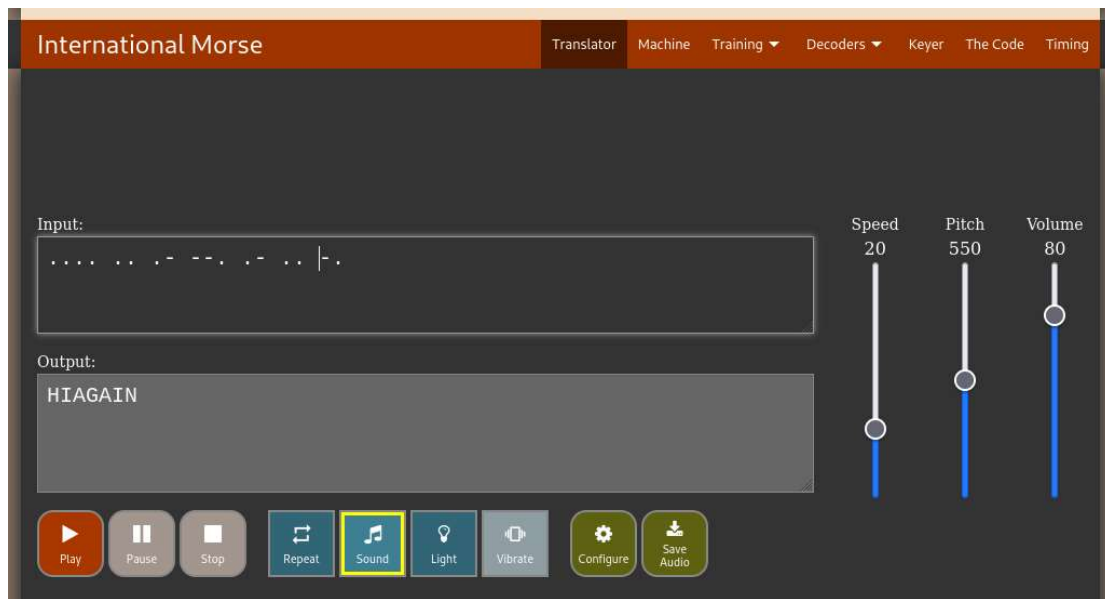 International Morse
Translator Machine Training Decoders Keyer The Code Timing
Input:
Speed Pitch Volume
20 550 80
.... .. .- --. .- .. -.
Output:
HIAGAIN
Play Pause Stop Repeat Sound Light Vibrate Configure Save
Audio